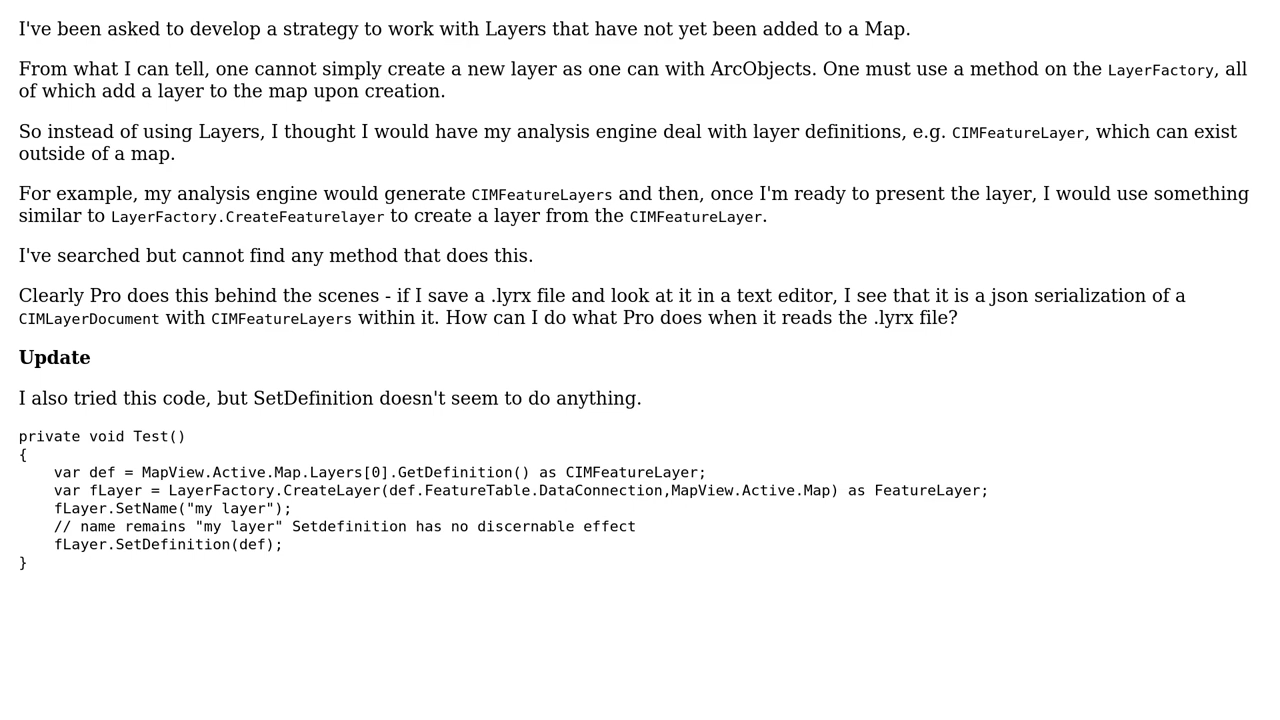 I've been asked to develop a strategy to work with Layers that have not yet been added to a Map.
From what I can tell, one cannot simply create a new layer as one can with ArcObjects. One must use a method on the LayerFactory, all
of which add a layer to the map upon creation.
So instead of using Layers, I thought I would have my analysis engine deal with layer definitions, e.g. CIMFeatureLayer, which can exist
outside of a map.
For example, my analysis engine would generate CIMFeatureLayers and then, once I'm ready to present the layer, I would use something
similar to LayerFactory.CreateFeaturelayer to create a layer from the CIMFeatureLayer.
I've searched but cannot find any method that does this.
Clearly Pro does this behind the scenes - if I save a .lyrx file and look at it in a text editor, I see that it is a json serialization of a
CIMLayerDocument with CIMFeatureLayers within it. How can I do what Pro does when it reads the .lyrx file?
Update
I also tried this code, but SetDefinition doesn't seem to do anything.
private void Test()
{
    var def = MapView.Active.Map.Layers[0].GetDefinition() as CIMFeatureLayer;
    var fLayer = LayerFactory.CreateLayer(def.FeatureTable.DataConnection,MapView.Active.Map) as FeatureLayer;
    fLayer.SetName("my layer");
    // name remains "my layer" Setdefinition has no discernable effect
    fLayer.SetDefinition(def);
}